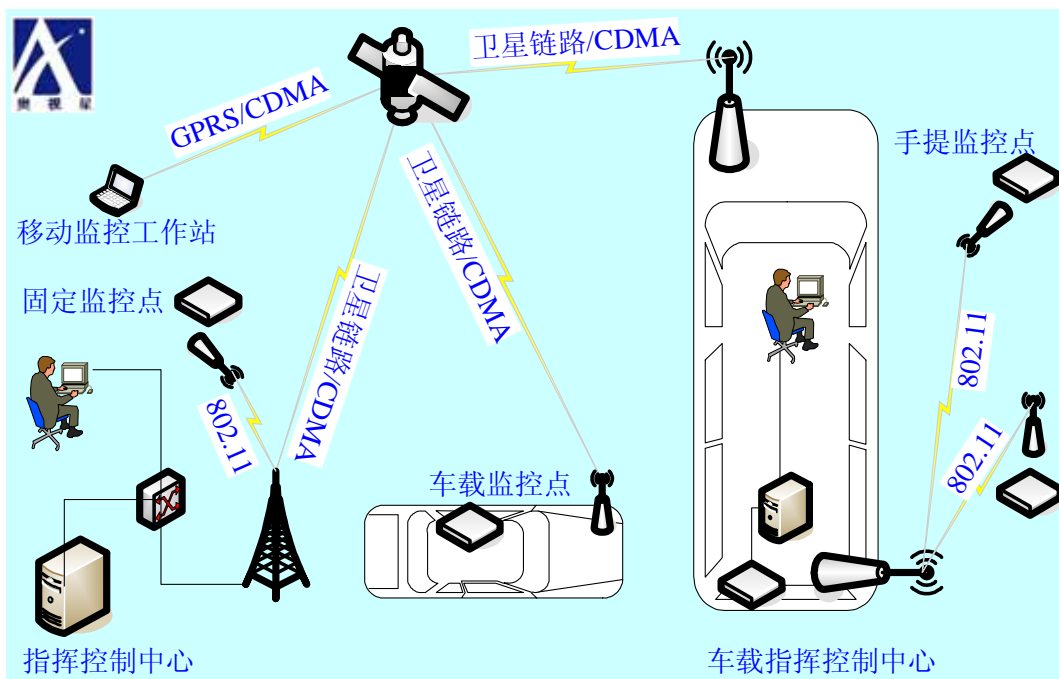 奥视星
卫星链路/CDMA
GPRS/CDMA
卫星链路/CDMA
手提监控点
移动监控工作站
固定监控点
卫星链路/CDMA
802.11
802.11
802.11
车载监控点
指挥控制中心
车载指挥控制中心